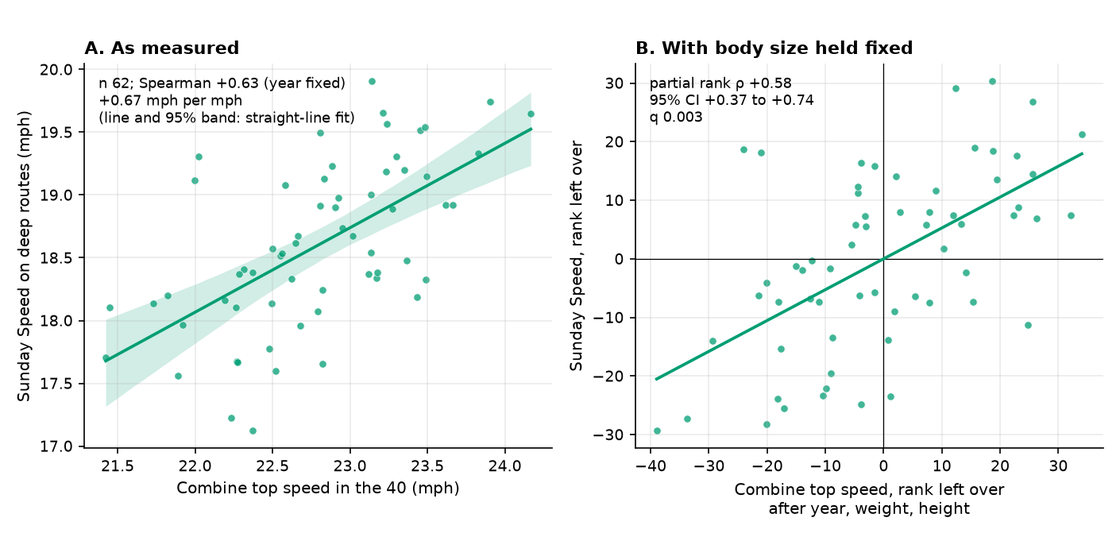 A. As measured
n 62; Spearman +0.63 (year fixed)
+0.67 mph per mph
(line and 95% band: straight-line fit)
Sunday Speed on deep routes (mph)
20.0
19.5
19.0
18.5
18.0
17.5
17.0
21.5 22.0 22.5 23.0 23.5 24.0
Combine top speed in the 40 (mph)
B. With body size held fixed
partial rank ρ +0.58
95% CI +0.37 to +0.74
q 0.003
Sunday Speed, rank left over
30
20
10
0
−10
−20
−30
−40 −30 −20 −10 0 10 20 30
Combine top speed, rank left over
after year, weight, height